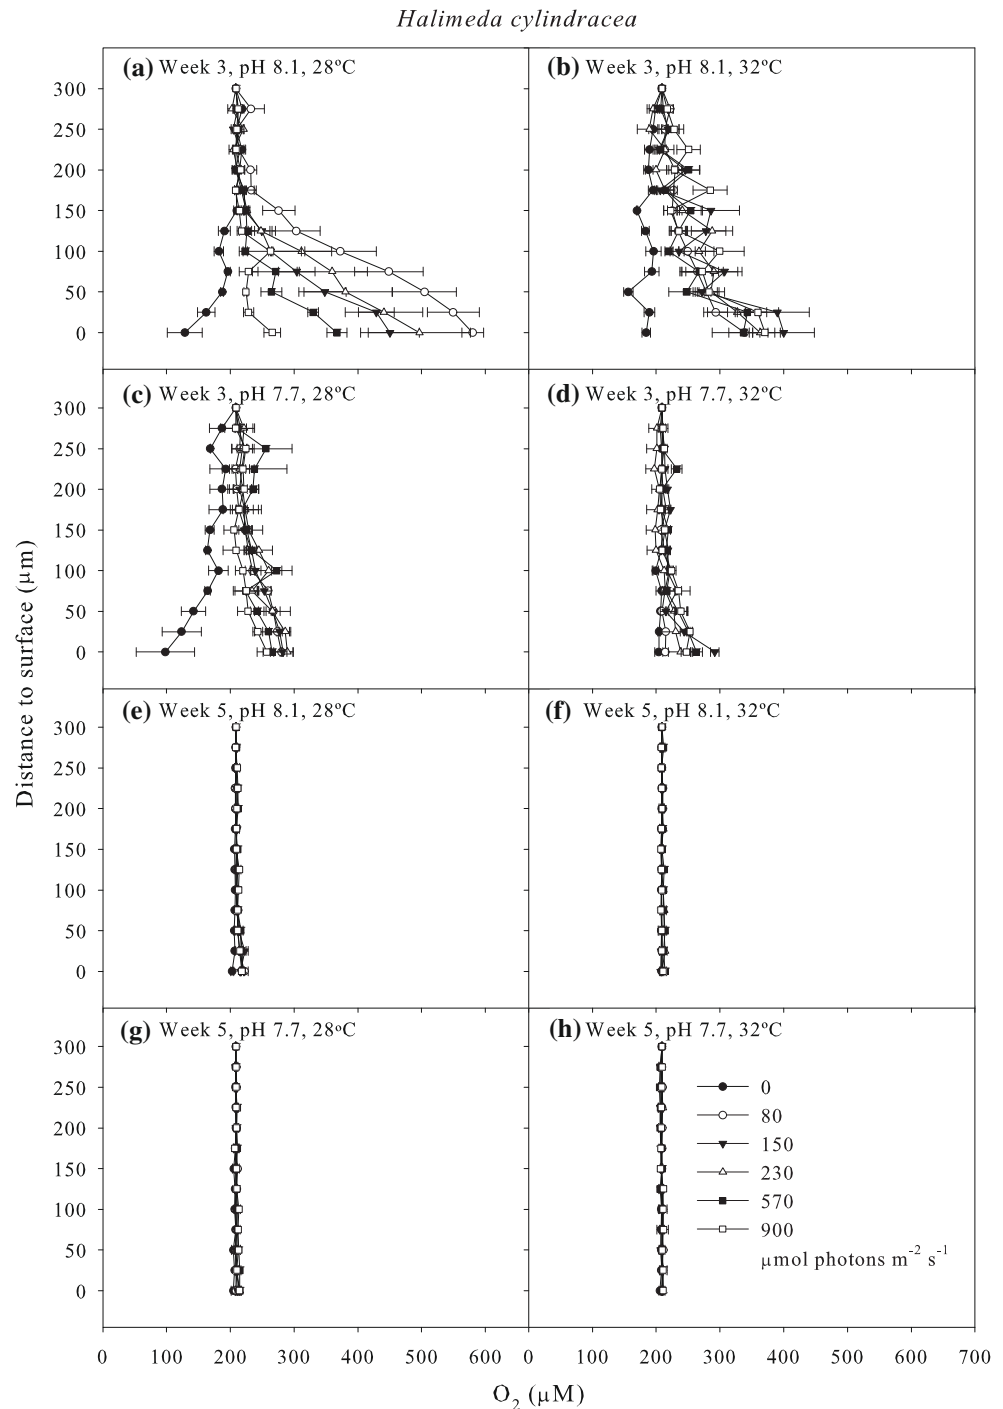 Halimeda cylindracea
(a) Week 3, pH 8.1, 28ºC
(b) Week 3, pH 8.1, 32ºC
300
250
200
150
100
50
0
(c) Week 3, pH 7.7, 28ºC
(d) Week 3, pH 7.7, 32ºC
300
250
200
150
100
50
0
Distance to surface (μm)
(e) Week 5, pH 8.1, 28ºC
(f) Week 5, pH 8.1, 32ºC
300
250
200
150
100
50
0
(g) Week 5, pH 7.7, 28ºC
(h) Week 5, pH 7.7, 32ºC
300
250
200
150
100
50
0
0
80
150
230
570
900
μmol photons m⁻² s⁻¹
0 100 200 300 400 500 600 0 100 200 300 400 500 600 700
O₂ (μM)